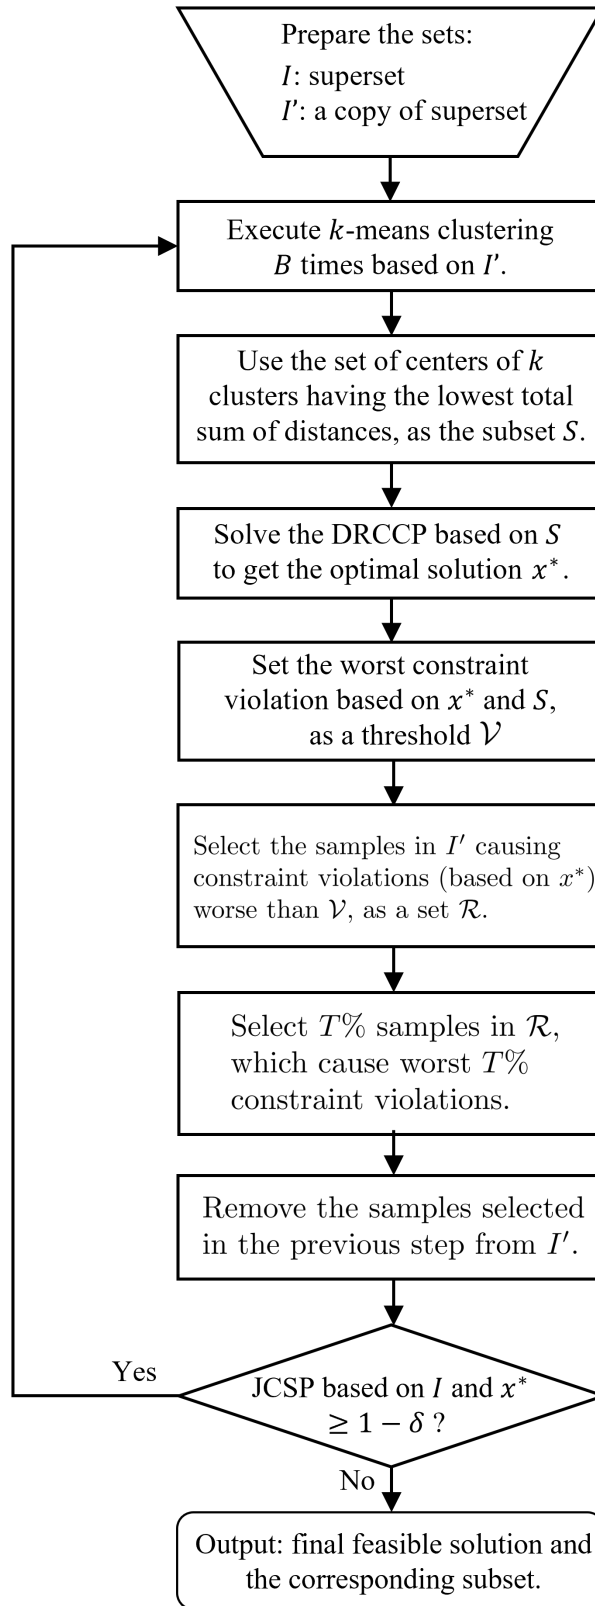 Prepare the sets:
I: superset
I': a copy of superset
Execute k-means clustering
B times based on I'.
Use the set of centers of k
clusters having the lowest total
sum of distances, as the subset S.
Solve the DRCCP based on S
to get the optimal solution x*.
Set the worst constraint
violation based on x* and S,
as a threshold 𝒱
Select the samples in I′ causing
constraint violations (based on x*)
worse than 𝒱, as a set ℛ.
Select T% samples in ℛ,
which cause worst T%
constraint violations.
Remove the samples selected
in the previous step from I′.
Yes
JCSP based on I and x*
≥ 1 − δ ?
No
Output: final feasible solution and
the corresponding subset.